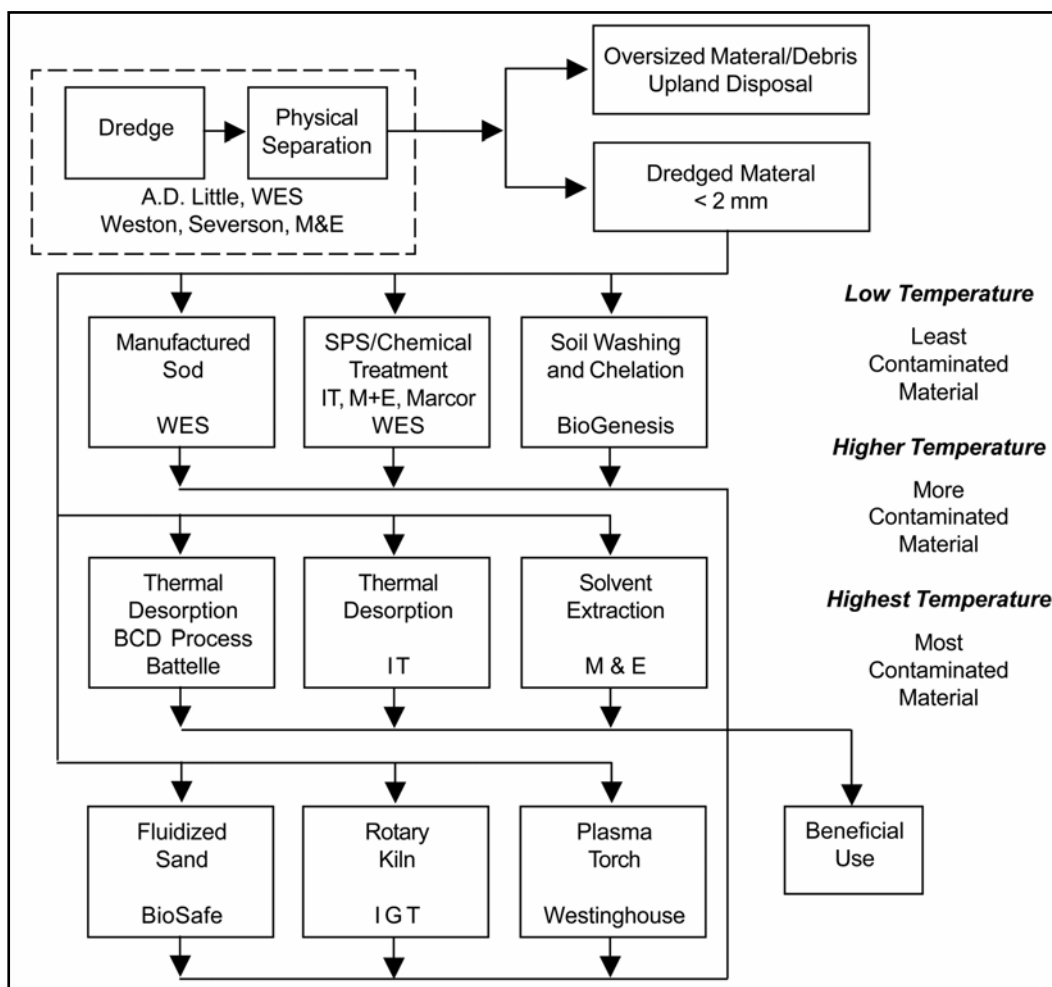 Oversized Materal/Debris
Upland Disposal
Dredge
Physical
Separation
A.D. Little, WES
Weston, Severson, M&E
Dredged Materal
< 2 mm
Manufactured
Sod
WES
SPS/Chemical
Treatment
IT, M+E, Marcor
WES
Soil Washing
and Chelation
BioGenesis
Low Temperature
Least
Contaminated
Material
Higher Temperature
More
Contaminated
Material
Highest Temperature
Most
Contaminated
Material
Thermal
Desorption
BCD Process
Battelle
Thermal
Desorption
IT
Solvent
Extraction
M & E
Fluidized
Sand
BioSafe
Rotary
Kiln
IGT
Plasma
Torch
Westinghouse
Beneficial
Use